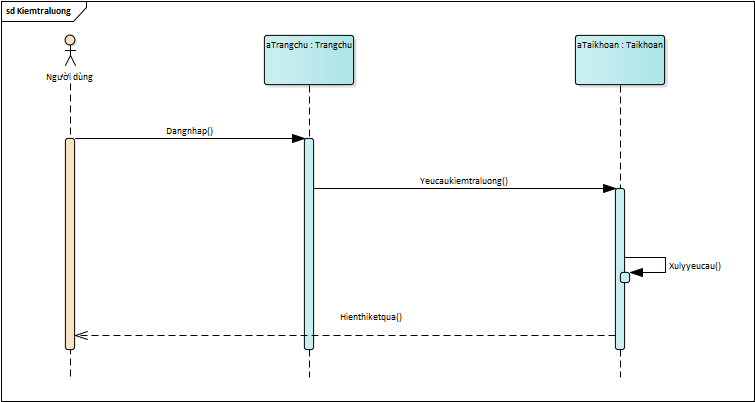 sd Kiemtraluong
aTrangchu : Trangchu
aTaikhoan : Taikhoan
Người dùng
Dangnhap()
Yeucaukiemtraluong()
Xulyyeucau()
Hienthiketqua()